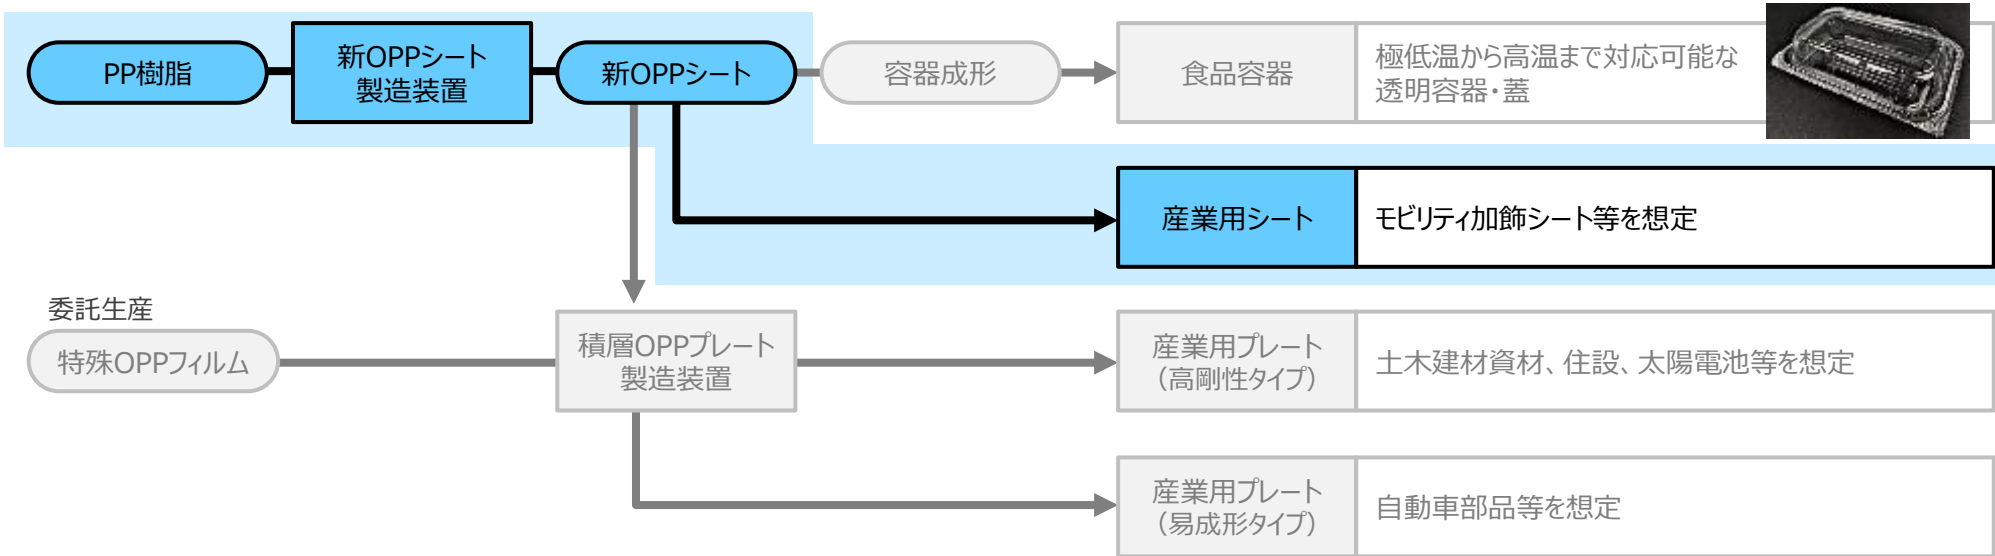 PP樹脂
新OPPシート
製造装置
新OPPシート
容器成形
食品容器
極低温から高温まで対応可能な
透明容器・蓋
産業用シート
モビリティ加飾シート等を想定
委託生産
特殊OPPフィルム
積層OPPプレート
製造装置
産業用プレート
（高剛性タイプ）
土木建材資材、住設、太陽電池等を想定
産業用プレート
（易成形タイプ）
自動車部品等を想定